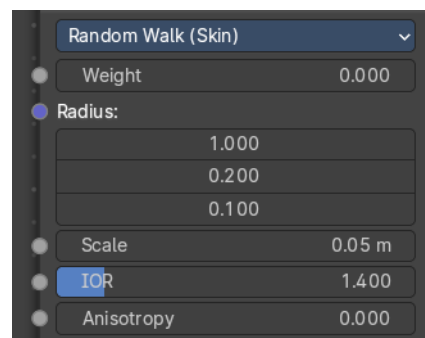 Random Walk (Skin)
Weight 0.000
Radius:
1.000
0.200
0.100
Scale 0.05 m
IOR 1.400
Anisotropy 0.000